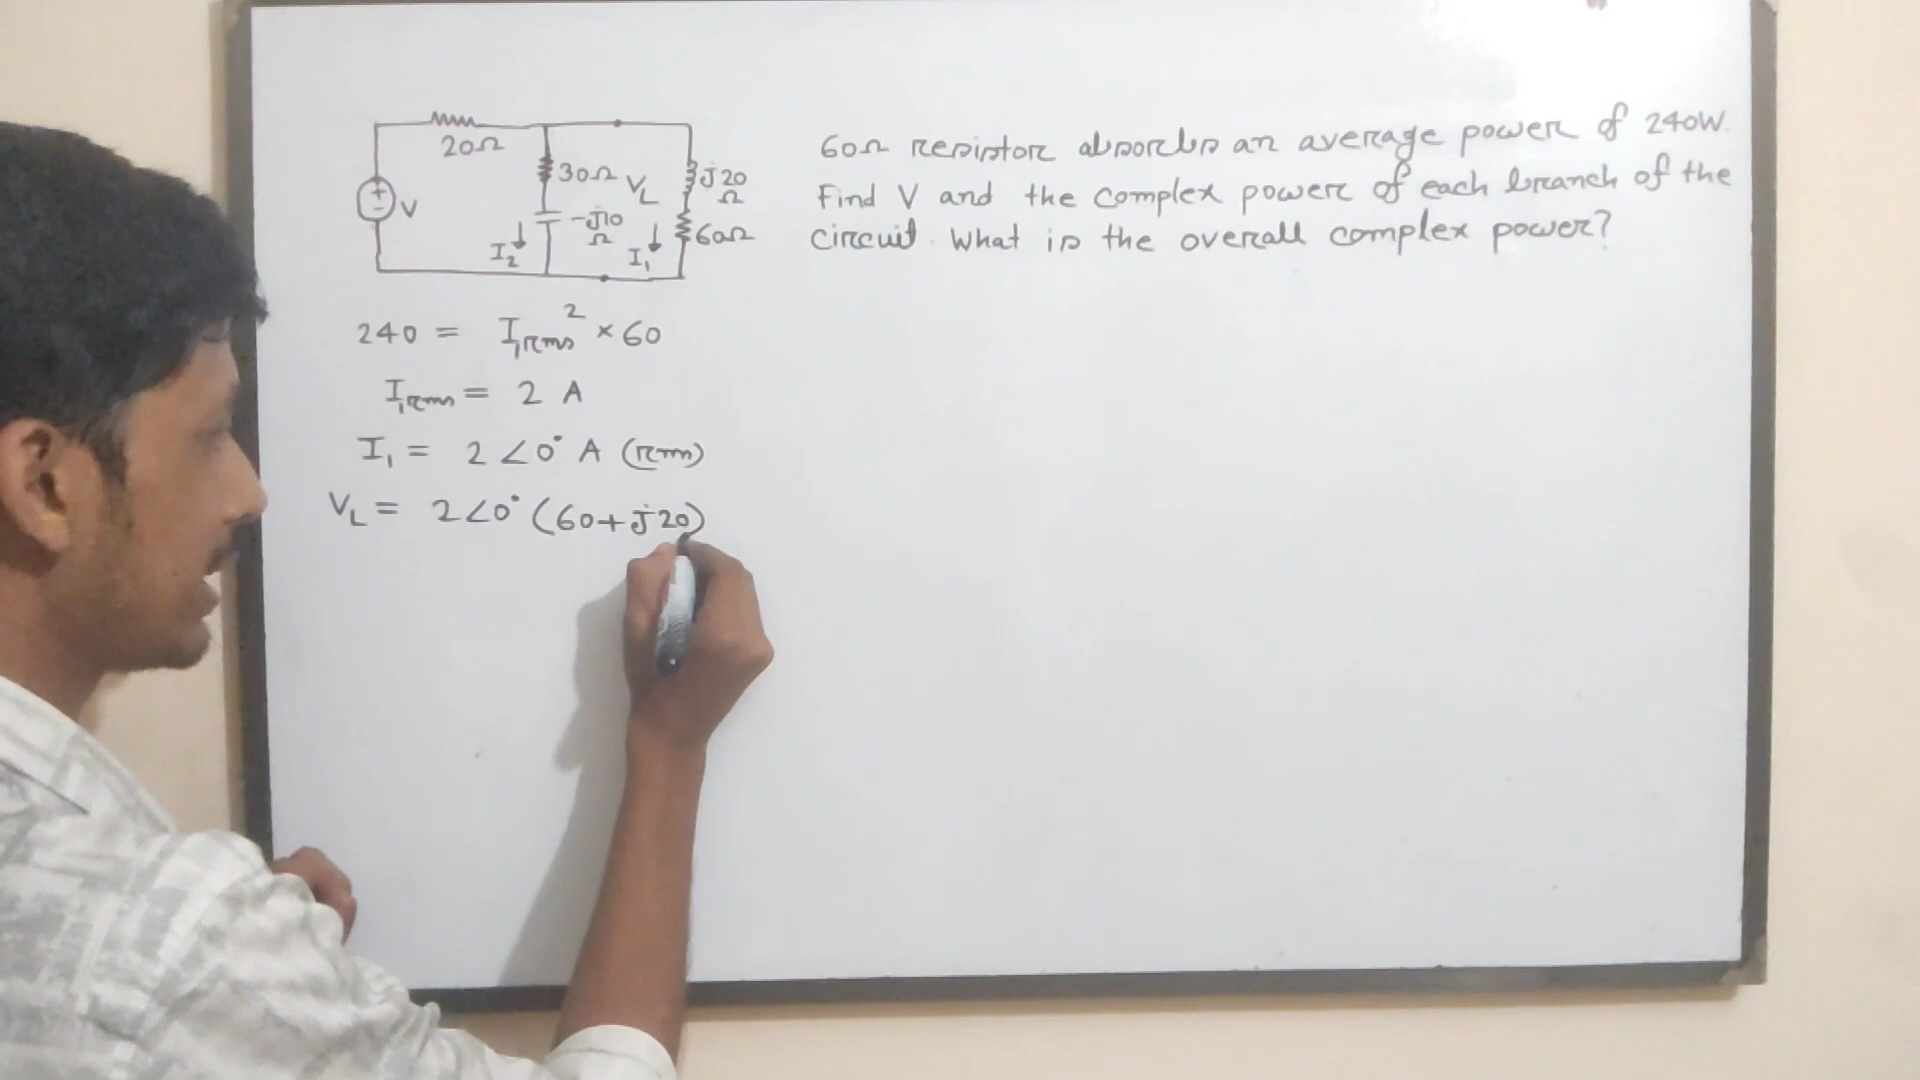 20Ω
V
30Ω
-j10
Ω
I2
VL
I1
j20
Ω
60Ω
60Ω resistor absorbs an average power of 240W.
Find V and the complex power of each branch of the
circuit. What is the overall complex power?
240 = I1rms² × 60
I1rms = 2 A
I1 = 2∠0° A (rms)
VL = 2∠0° (60+j20)